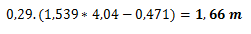 0,29.(1,539 * 4,04 − 0,471) = 1,66 m